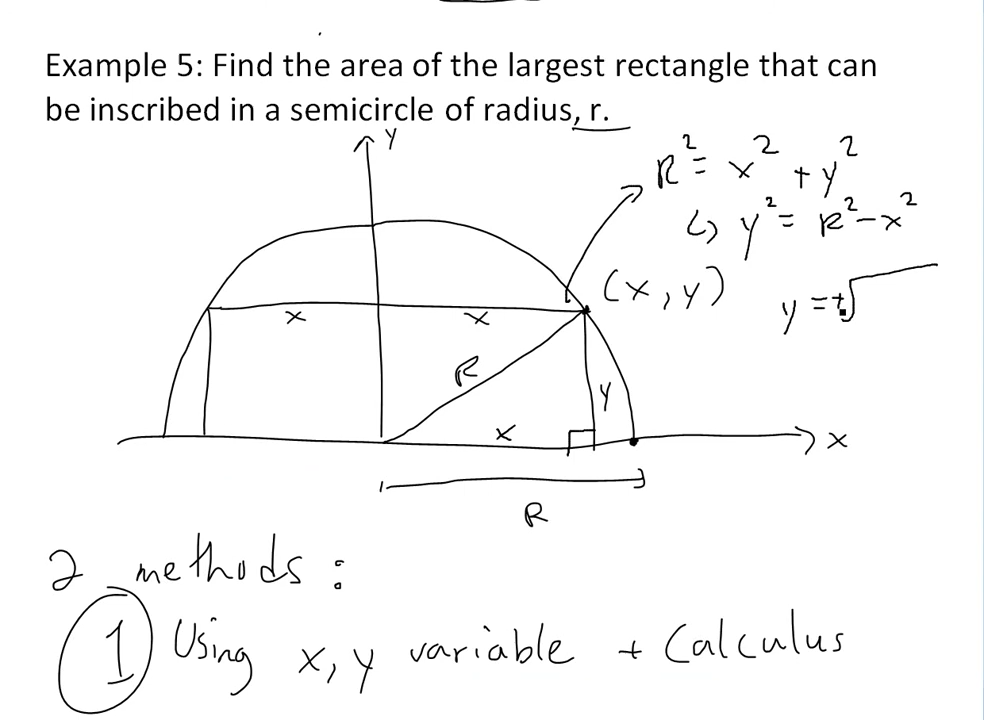 Example 5: Find the area of the largest rectangle that can
be inscribed in a semicircle of radius, r.
y
R² = x² + y²
↳ y² = R² - x²
(x, y)
y = ±√
x x
R
y
x
x
R
2 methods:
1 Using x, y variable + Calculus